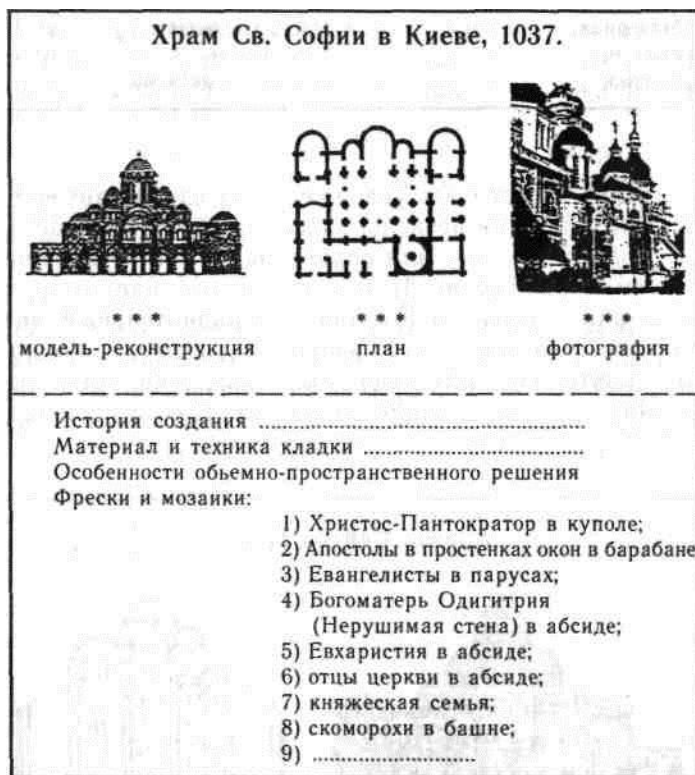 Храм Св. Софии в Киеве, 1037.
* * *
* * *
* * *
модель-реконструкция
план
фотография
История создания ........................................................
Материал и техника кладки ......................................
Особенности обьемно-пространственного решения
Фрески и мозаики:
1) Христос-Пантократор в куполе;
2) Апостолы в простенках окон в барабане
3) Евангелисты в парусах;
4) Богоматерь Одигитрия
(Нерушимая стена) в абсиде;
5) Евхаристия в абсиде;
6) отцы церкви в абсиде;
7) княжеская семья;
8) скоморохи в башне;
9) ............................